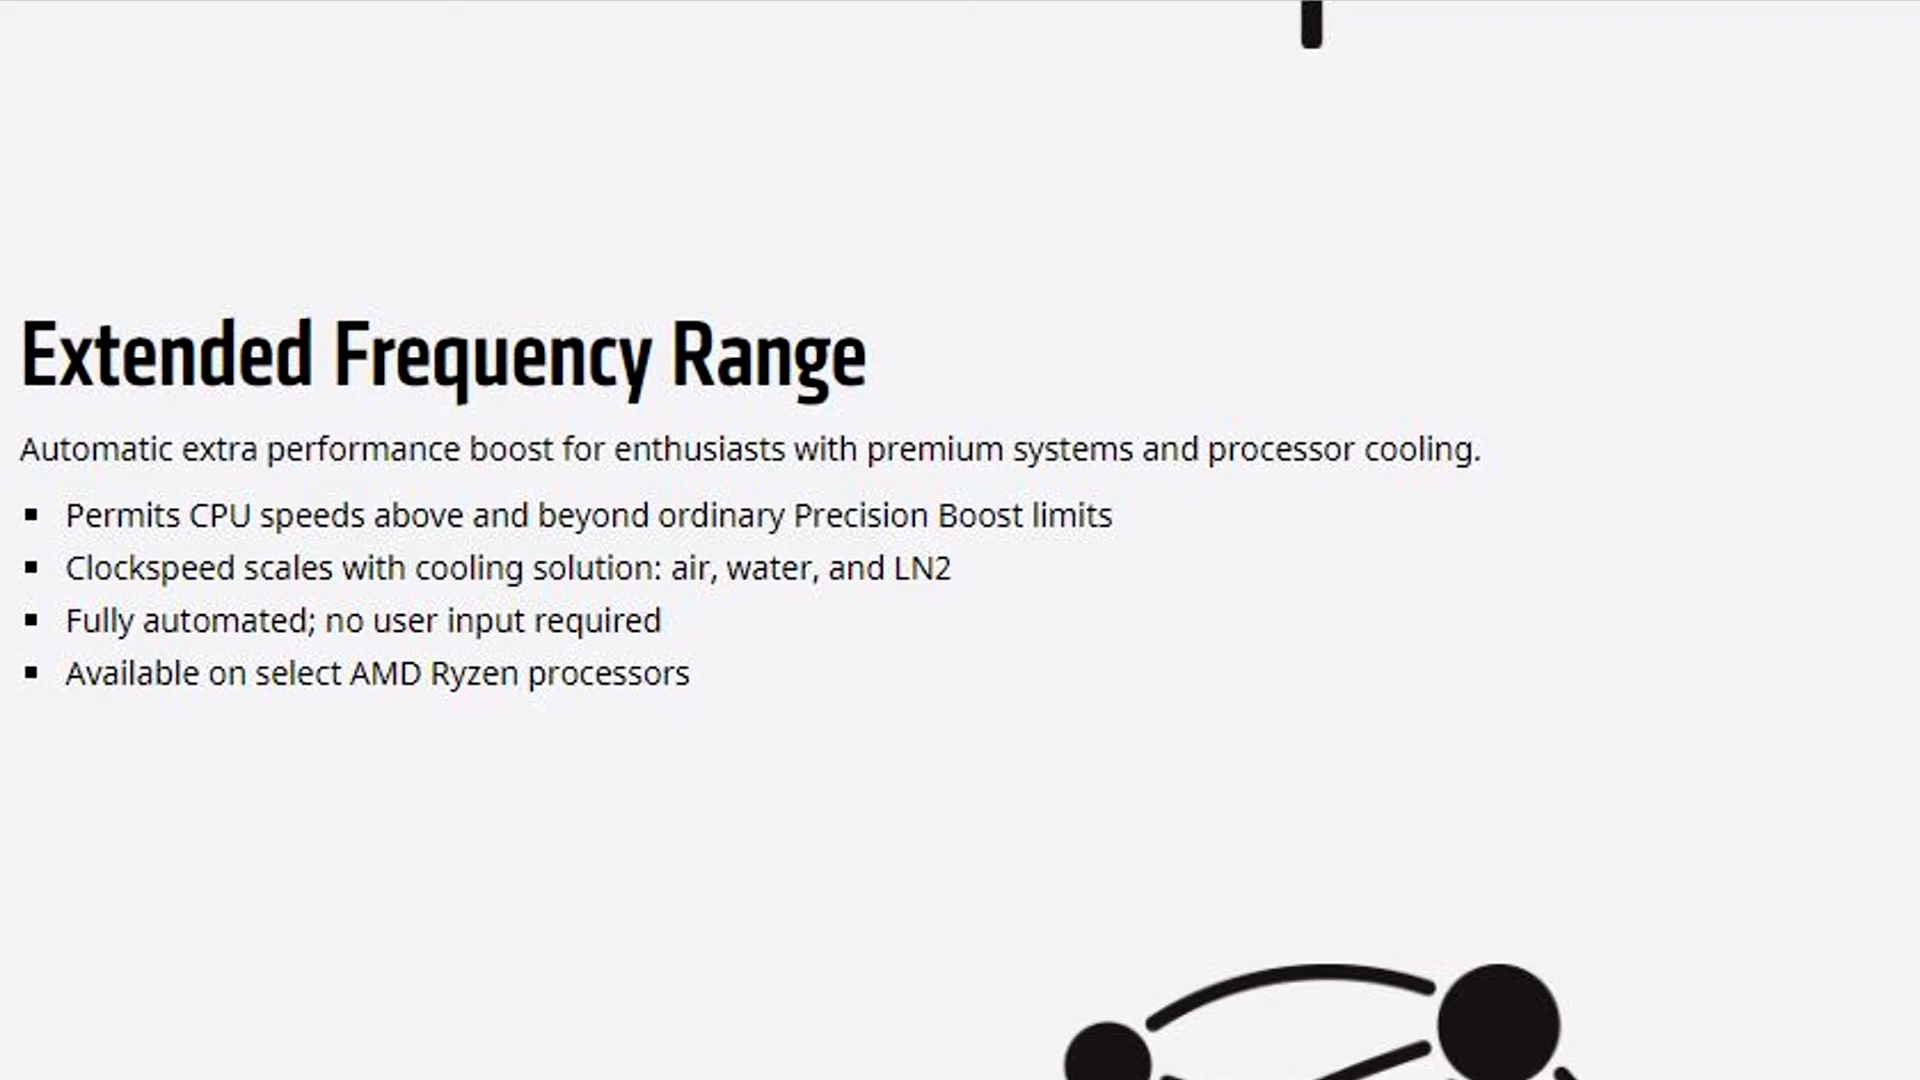 Extended Frequency Range
Automatic extra performance boost for enthusiasts with premium systems and processor cooling.
Permits CPU speeds above and beyond ordinary Precision Boost limits
Clockspeed scales with cooling solution: air, water, and LN2
Fully automated; no user input required
Available on select AMD Ryzen processors